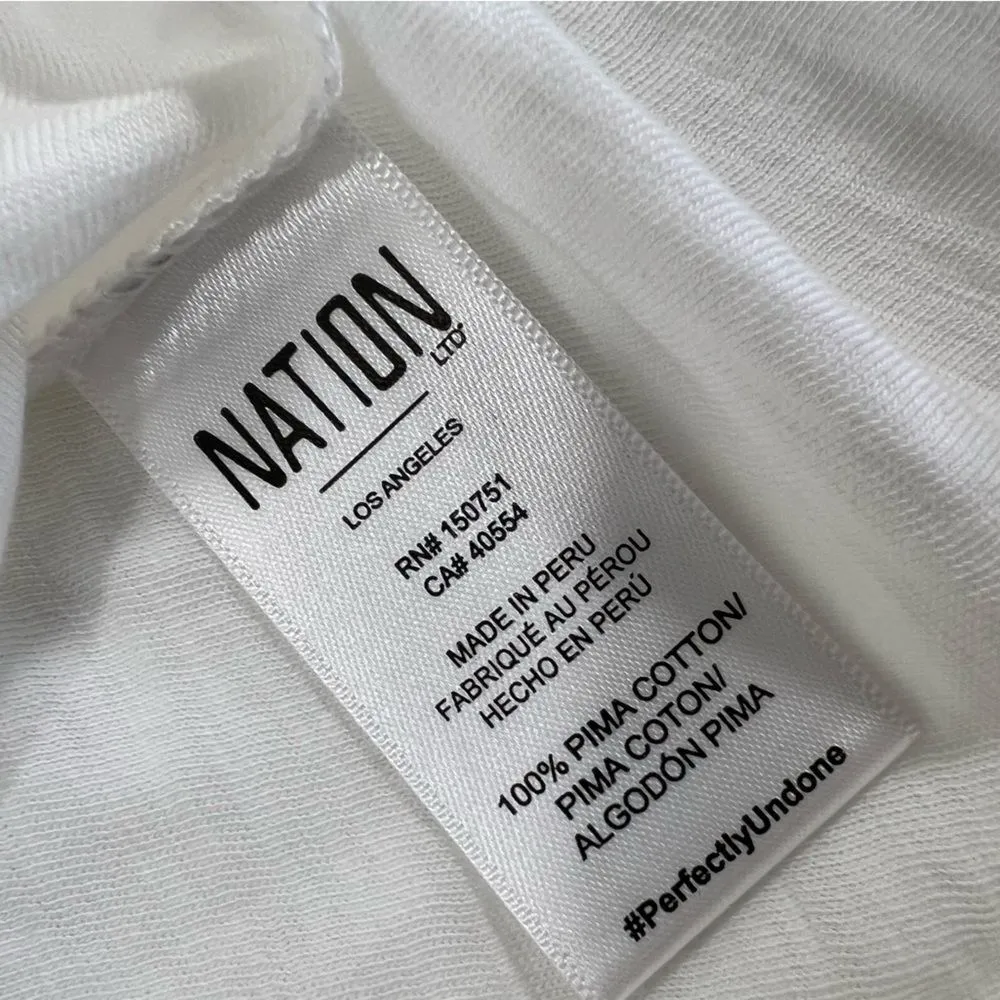 NATION
LTD
LOS ANGELES
RN# 150751
CA# 40554
MADE IN PERU
FABRIQUÉ AU PÉROU
HECHO EN PERÚ
100% PIMA COTTON/
PIMA COTON/
ALGODÓN PIMA
#PerfectlyUndone